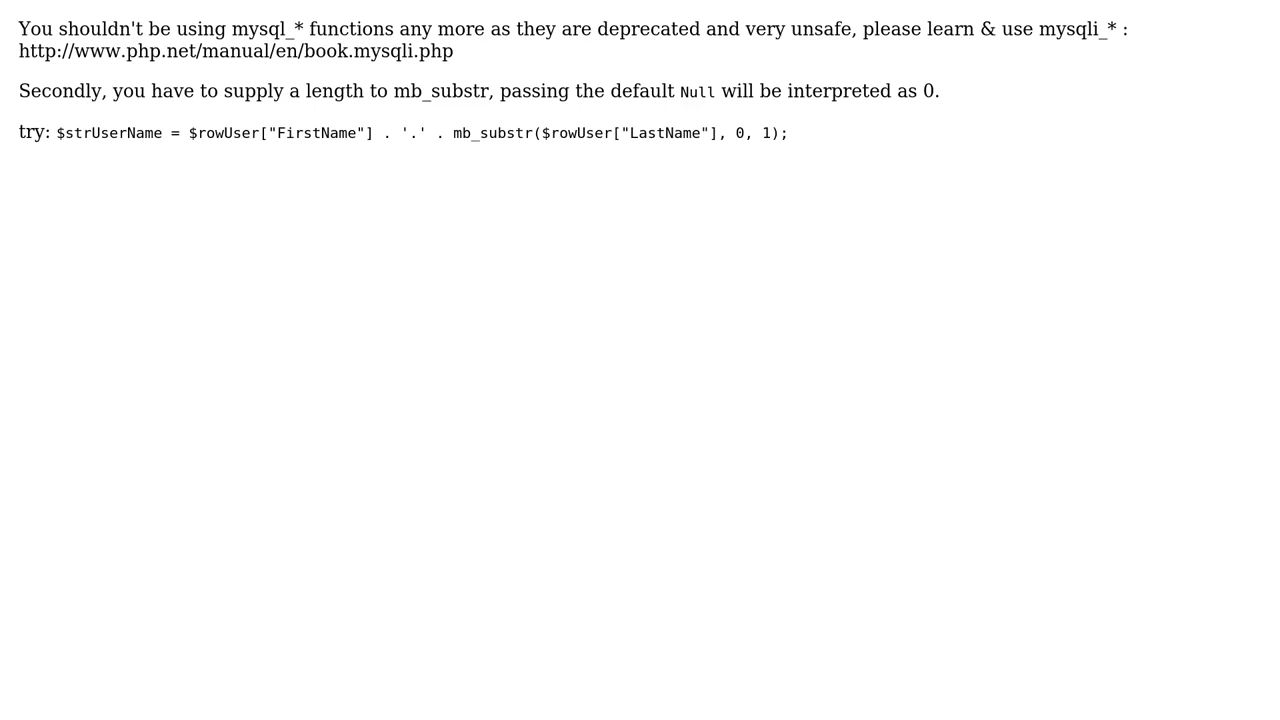 You shouldn't be using mysql_* functions any more as they are deprecated and very unsafe, please learn & use mysqli_* :
http://www.php.net/manual/en/book.mysqli.php
Secondly, you have to supply a length to mb_substr, passing the default Null will be interpreted as 0.
try: $strUserName = $rowUser["FirstName"] . '.' . mb_substr($rowUser["LastName"], 0, 1);